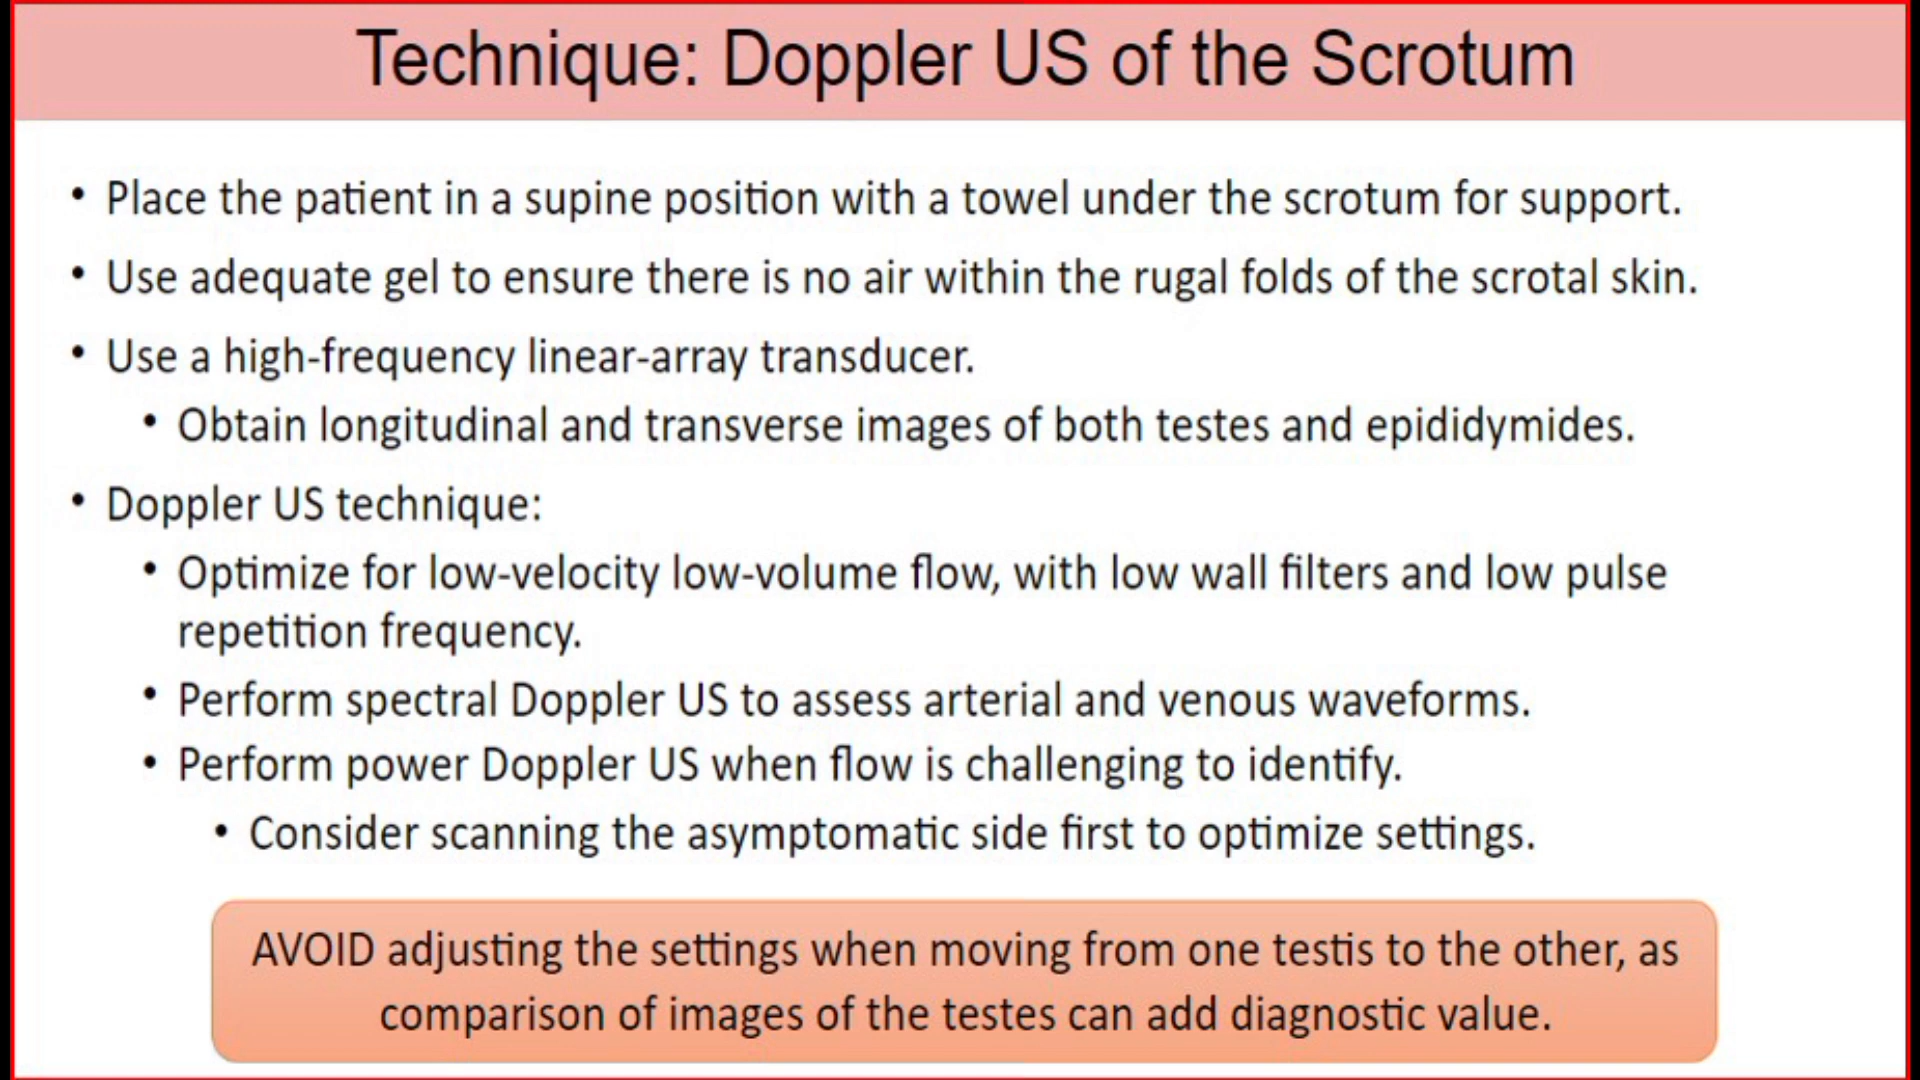 Technique: Doppler US of the Scrotum
• Place the patient in a supine position with a towel under the scrotum for support.
• Use adequate gel to ensure there is no air within the rugal folds of the scrotal skin.
• Use a high-frequency linear-array transducer.
• Obtain longitudinal and transverse images of both testes and epididymides.
• Doppler US technique:
• Optimize for low-velocity low-volume flow, with low wall filters and low pulse
repetition frequency.
• Perform spectral Doppler US to assess arterial and venous waveforms.
• Perform power Doppler US when flow is challenging to identify.
• Consider scanning the asymptomatic side first to optimize settings.
AVOID adjusting the settings when moving from one testis to the other, as
comparison of images of the testes can add diagnostic value.